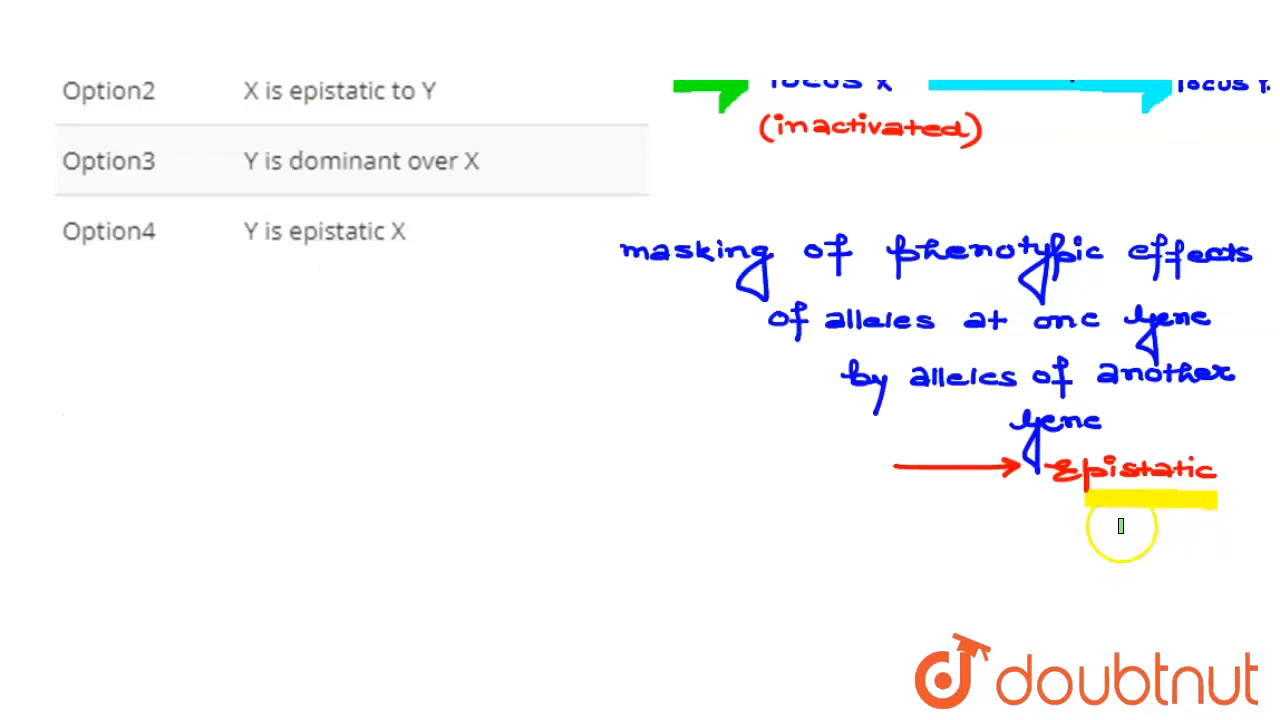 Option2 X is epistatic to Y
locus X locus Y.
(inactivated)
Option3 Y is dominant over X
Option4 Y is epistatic X
masking of phenotypic effects
of alleles at one gene
by alleles of another
gene
Epistatic
doubtnut